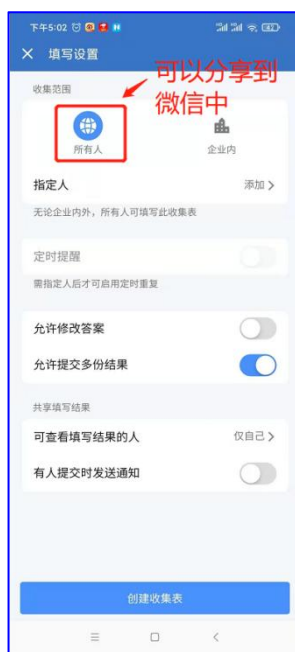 下午5:02
填写设置
可以分享到
微信中
收集范围
所有人
企业内
指定人
添加
无论企业内外，所有人可填写此收集表
定时提醒
需指定人后才可启用定时重复
允许修改答案
允许提交多份结果
共享填写结果
可查看填写结果的人
仅自己
有人提交时发送通知
创建收集表